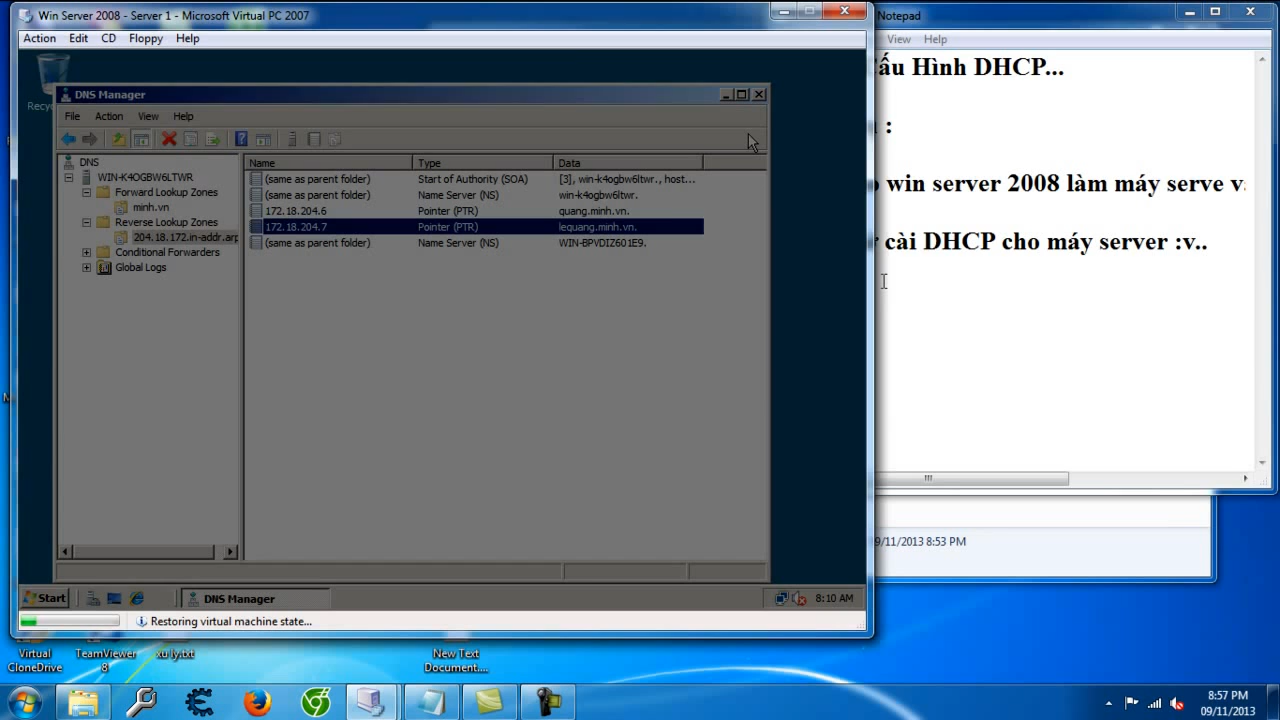 Win Server 2008 - Server 1 - Microsoft Virtual PC 2007
Action Edit CD Floppy Help
DNS Manager
File Action View Help
Name Type Data
DNS
WIN-K4OGBW6LTWR
Forward Lookup Zones
minh.vn
Reverse Lookup Zones
204.18.172.in-addr.arp
Conditional Forwarders
Global Logs
(same as parent folder) Start of Authority (SOA) [3], win-k4ogbw6ltwr., host...
(same as parent folder) Name Server (NS) win-k4ogbw6ltwr.
172.18.204.6 Pointer (PTR) quang.minh.vn.
172.18.204.7 Pointer (PTR) lequang.minh.vn.
(same as parent folder) Name Server (NS) WIN-BPVDIZ601E9.
Start
DNS Manager
8:10 AM
Restoring virtual machine state...
Notepad
View Help
Cấu Hình DHCP...
:
win server 2008 làm máy serve v
cài DHCP cho máy server :v..
09/11/2013 8:53 PM
Virtual CloneDrive
TeamViewer 8
xu ly.txt
New Text Document....
8:57 PM
09/11/2013